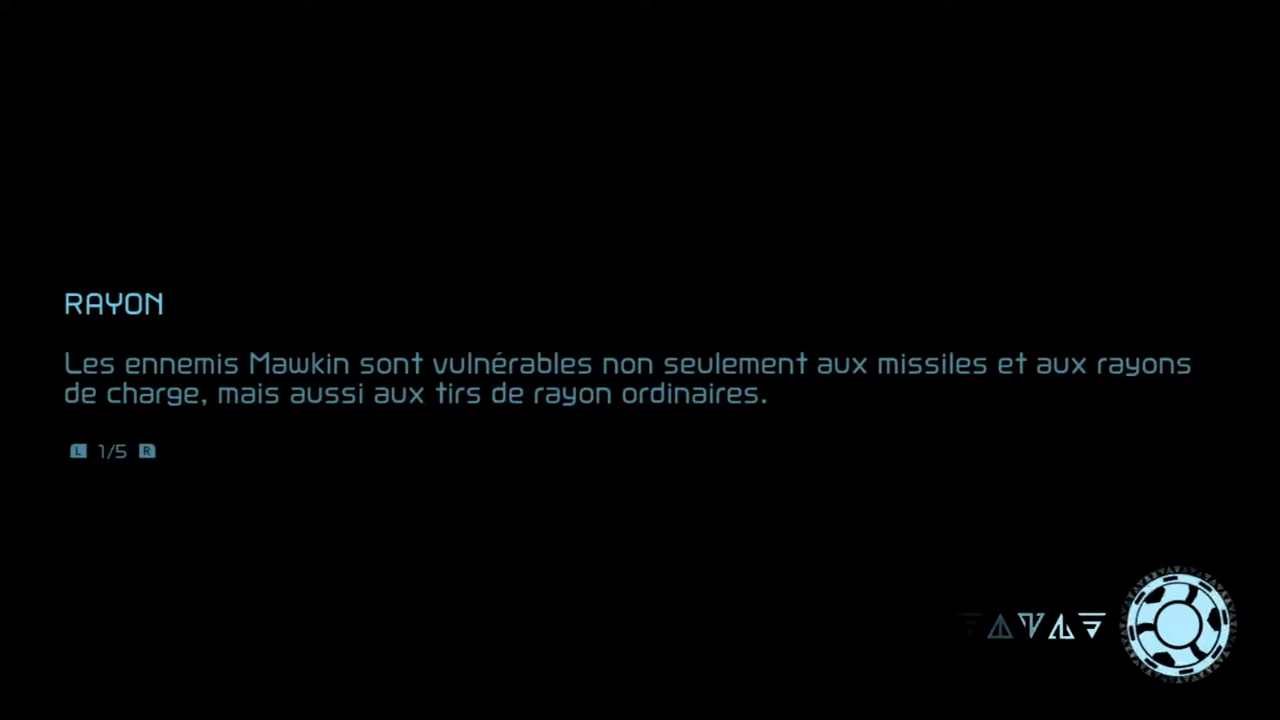 RAYON
Les ennemis Mawkin sont vulnérables non seulement aux missiles et aux rayons
de charge, mais aussi aux tirs de rayon ordinaires.
L 1/5 R